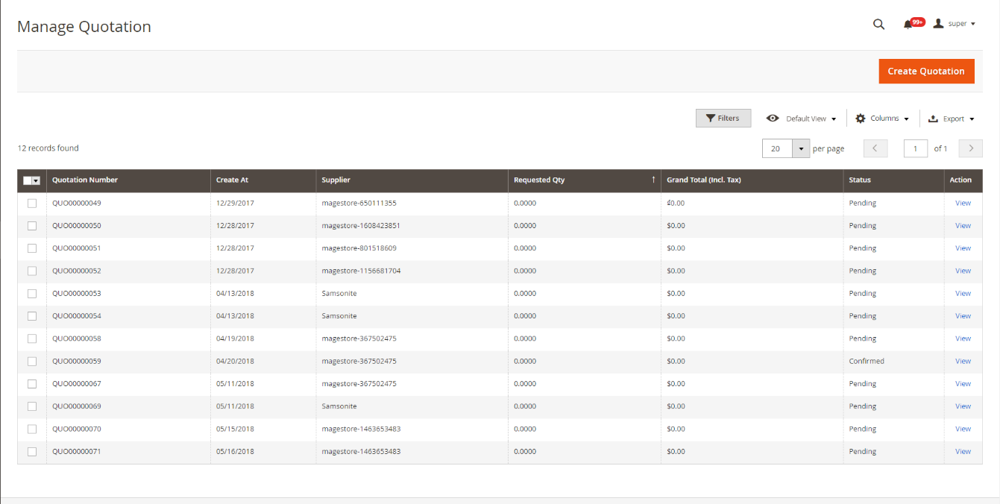 Manage Quotation
99+
super
Create Quotation
Filters
Default View
Columns
Export
12 records found
20 per page 1 of 1
Quotation Number Create At Supplier Requested Qty ↑ Grand Total (Incl. Tax) Status Action
QUO00000049 12/29/2017 magestore-650111355 0.0000 ₫0.00 Pending View
QUO00000050 12/28/2017 magestore-1608423851 0.0000 $0.00 Pending View
QUO00000051 12/28/2017 magestore-801518609 0.0000 $0.00 Pending View
QUO00000052 12/28/2017 magestore-1156681704 0.0000 $0.00 Pending View
QUO00000053 04/13/2018 Samsonite 0.0000 $0.00 Pending View
QUO00000054 04/13/2018 Samsonite 0.0000 $0.00 Pending View
QUO00000058 04/19/2018 magestore-367502475 0.0000 $0.00 Pending View
QUO00000059 04/20/2018 magestore-367502475 0.0000 $0.00 Confirmed View
QUO00000067 05/11/2018 magestore-367502475 0.0000 $0.00 Pending View
QUO00000069 05/11/2018 Samsonite 0.0000 $0.00 Pending View
QUO00000070 05/15/2018 magestore-1463653483 0.0000 $0.00 Pending View
QUO00000071 05/16/2018 magestore-1463653483 0.0000 $0.00 Pending View